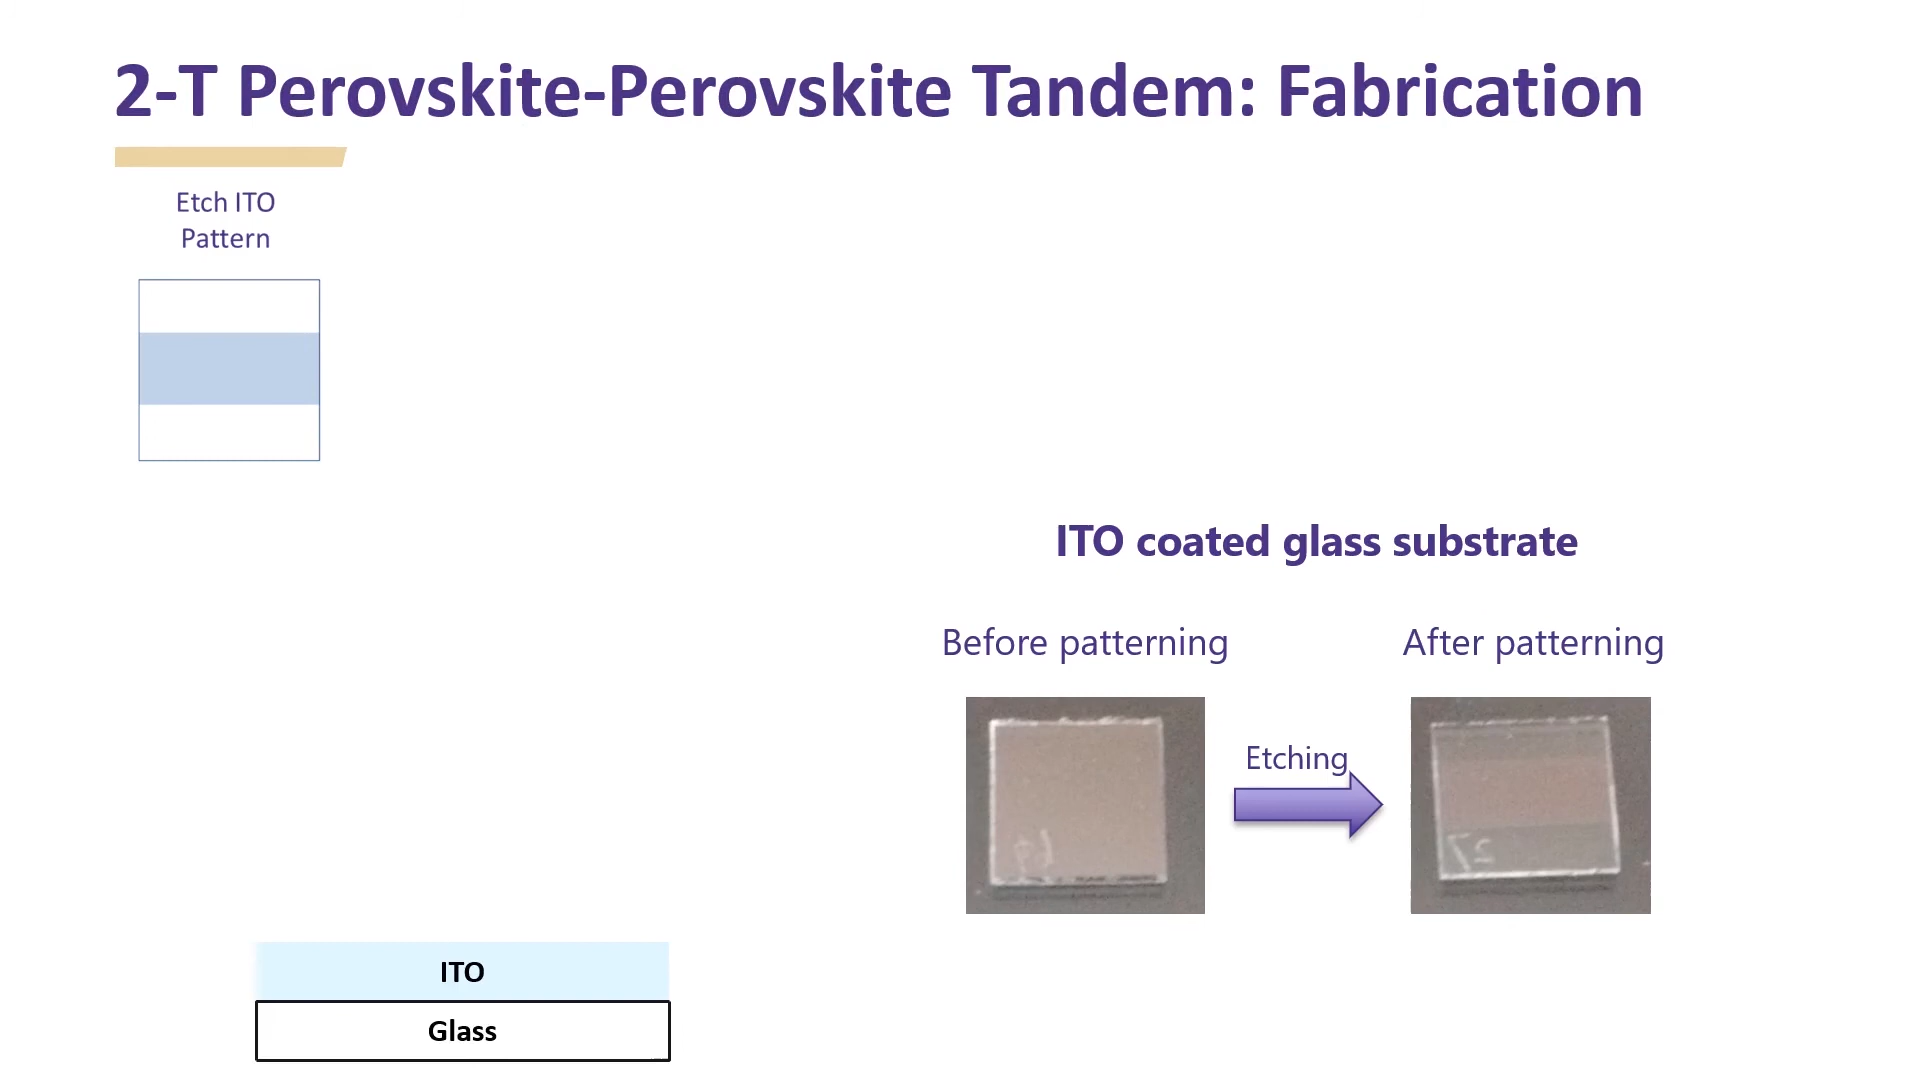 2-T Perovskite-Perovskite Tandem: Fabrication
Etch ITO
Pattern
ITO coated glass substrate
Before patterning
After patterning
Etching
27
ITO
Glass